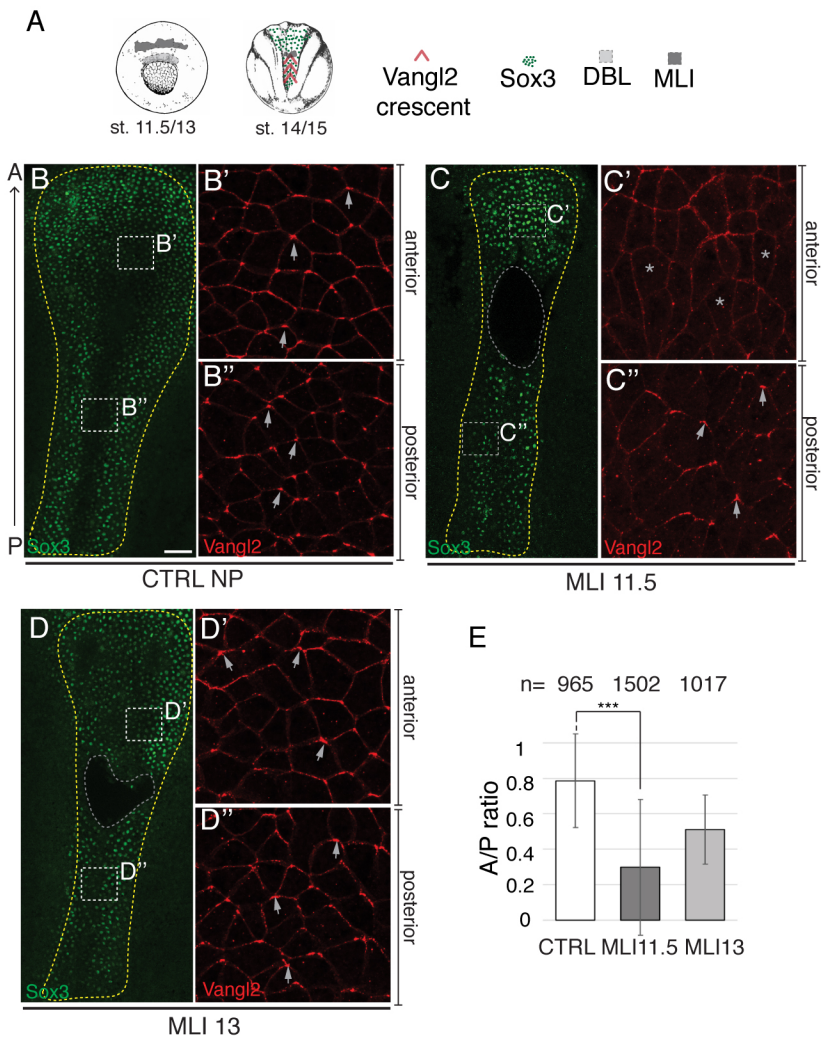 A
st. 11.5/13
st. 14/15
Vangl2
crescent
Sox3
DBL
MLI
A
P
B
B'
B''
Sox3
B'
anterior
B''
Vangl2
posterior
CTRL NP
C
C'
C''
Sox3
C'
* * *
anterior
C''
Vangl2
posterior
MLI 11.5
D
D'
D''
Sox3
D'
anterior
D''
Vangl2
posterior
MLI 13
E
n= 965 1502 1017
***
A/P ratio
1
0.8
0.6
0.4
0.2
0
CTRL MLI11.5 MLI13